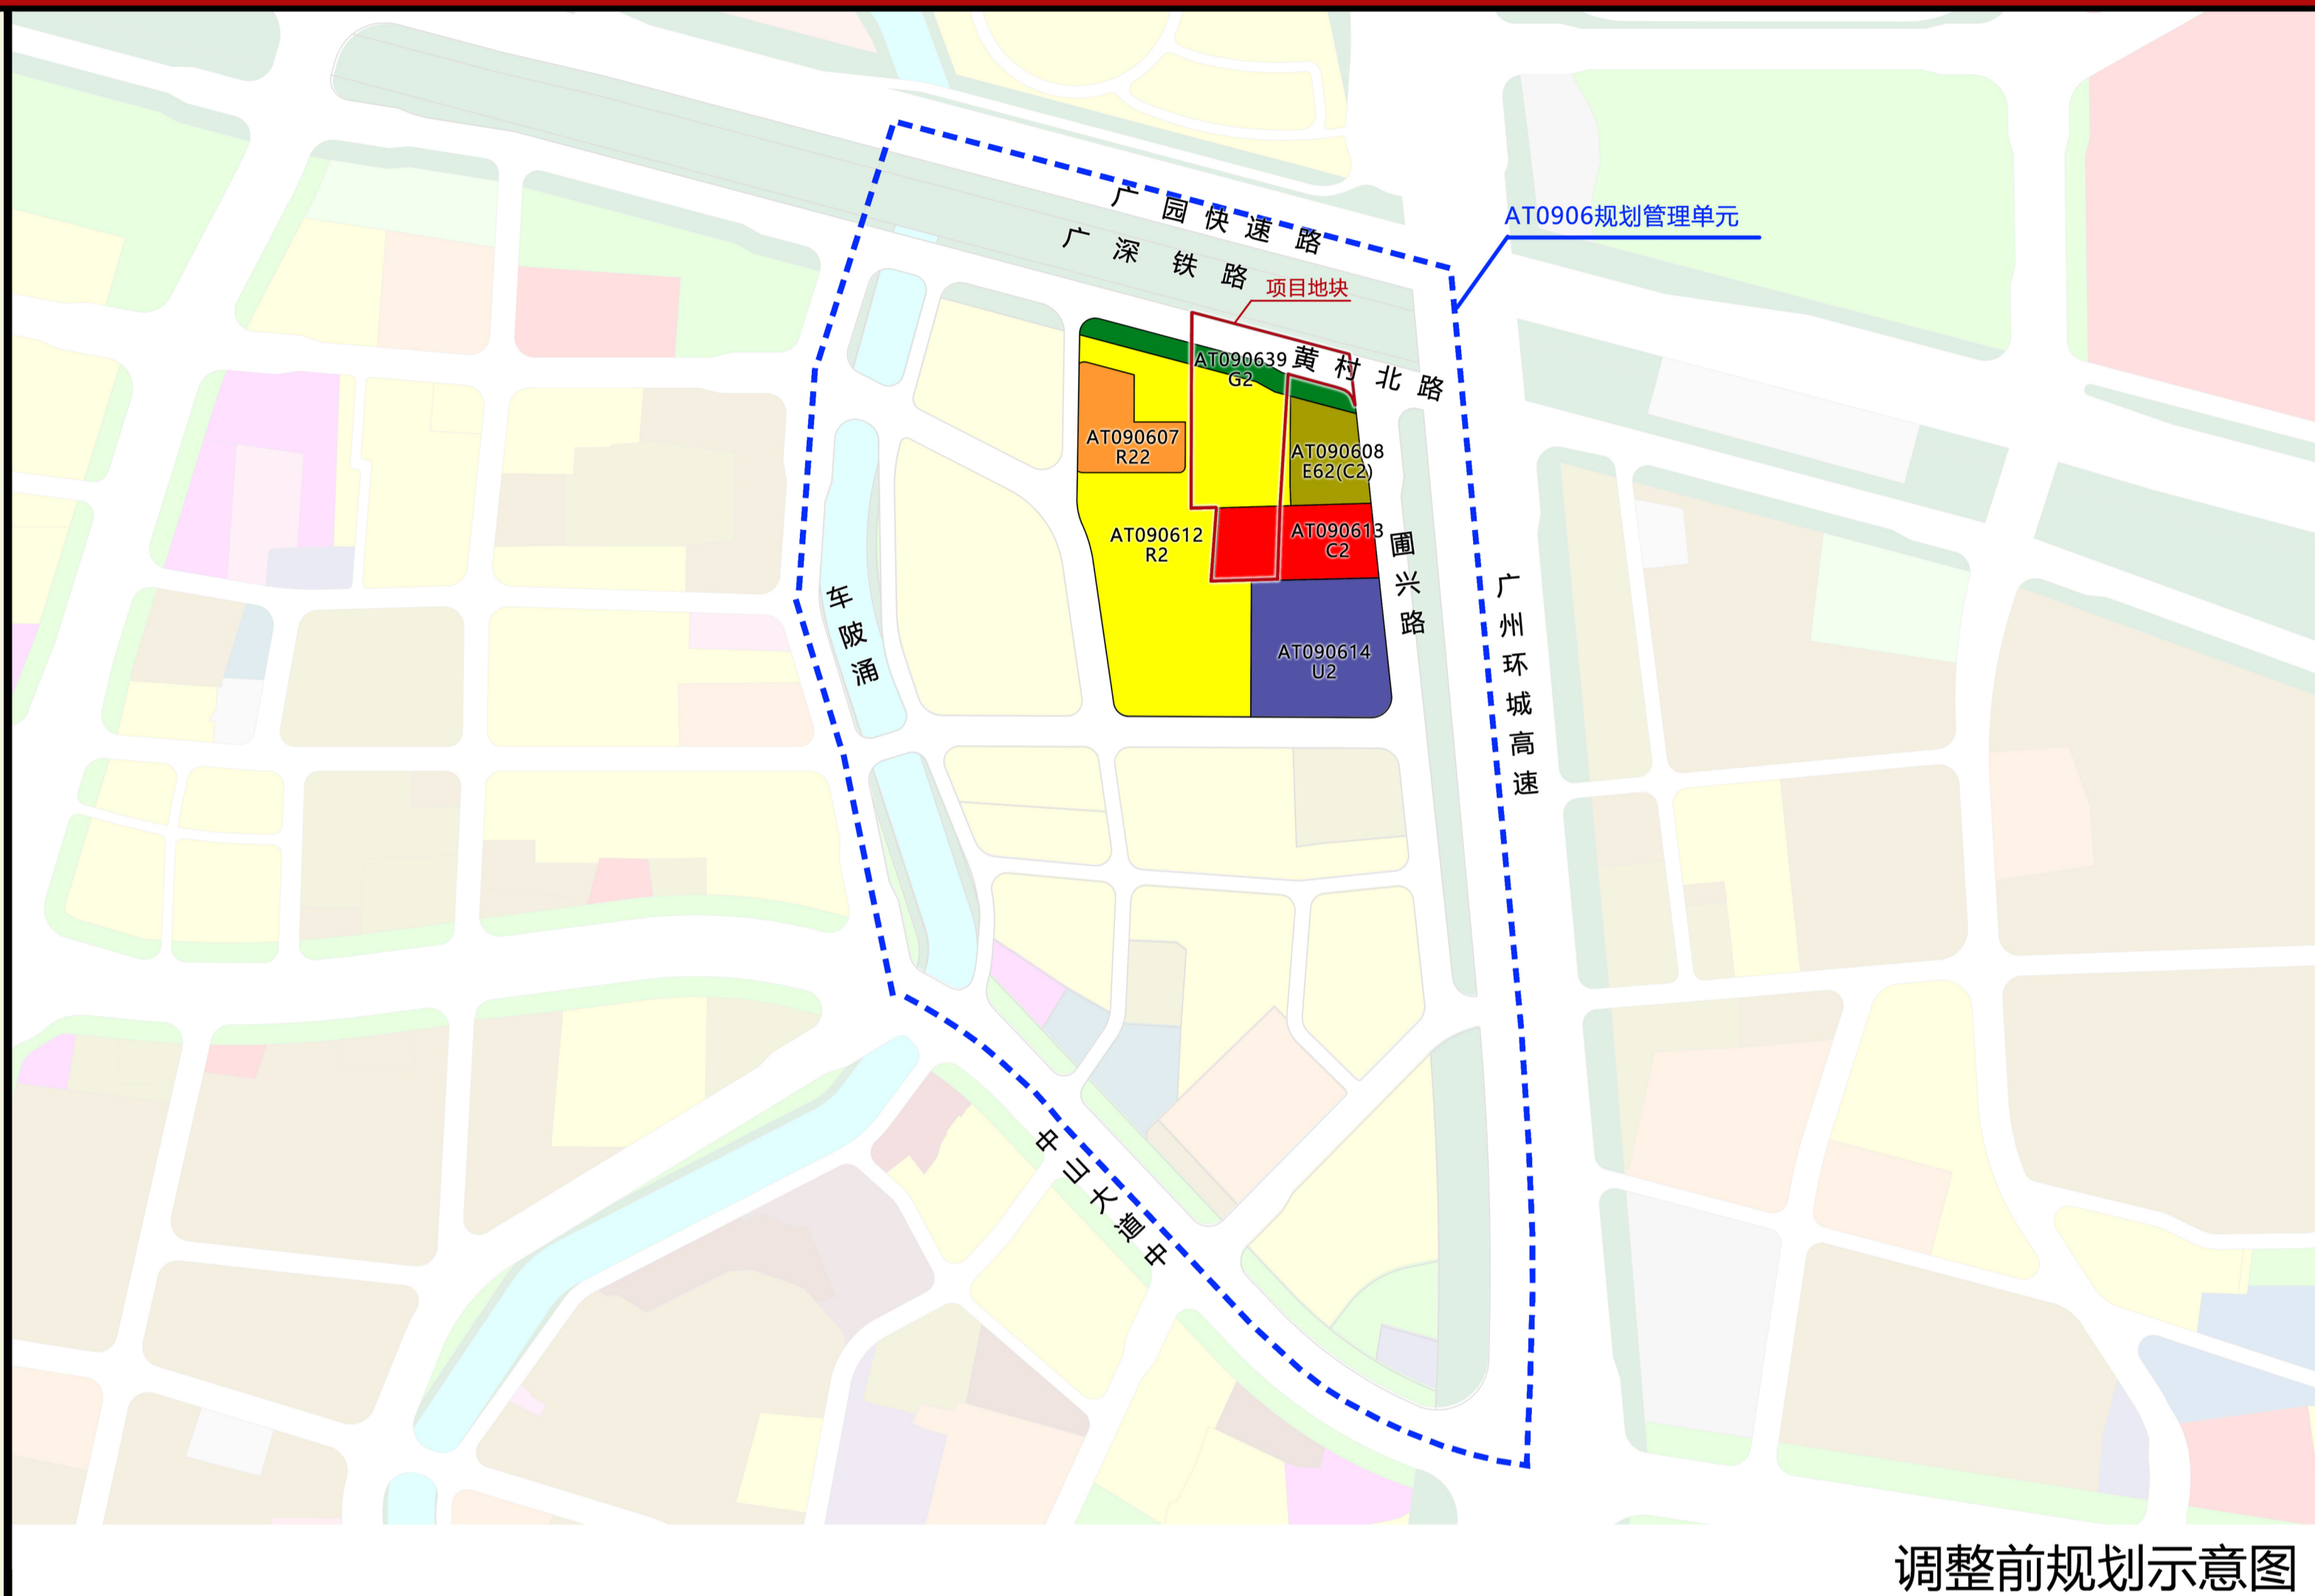 广园快速路
AT0906规划管理单元
广深铁路
项目地块
黄村北路
AT090639
G2
AT090607
R22
AT090608
E62(C2)
AT090612
R2
AT090613
C2
圃兴路
车陂涌
广州环城高速
AT090614
U2
中山大道中
调整前规划示意图